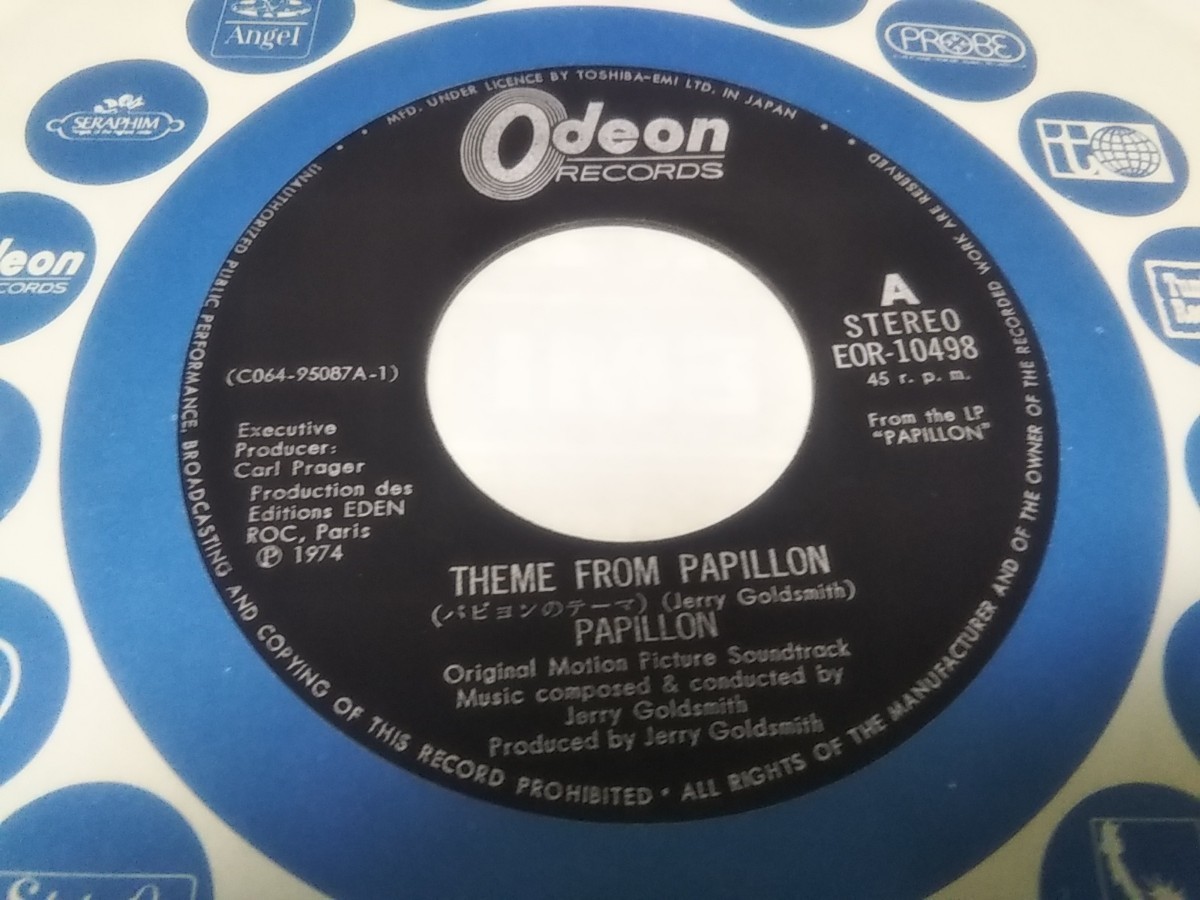 Angel
PROBE
SERAPHIM
it
eon
CORDS
MFD. UNDER LICENCE BY TOSHIBA-EMI LTD. IN JAPAN
Odeon
RECORDS
A
STEREO
EOR-10498
45 r. p. m.
From the LP
"PAPILLON"
(C064-95087A-1)
Executive
Producer:
Carl Prager
Production des
Editions EDEN
ROC, Paris
Ⓟ 1974
THEME FROM PAPILLON
(パピヨンのテーマ) (Jerry Goldsmith)
PAPILLON
Original Motion Picture Soundtrack
Music composed & conducted by
Jerry Goldsmith
Produced by Jerry Goldsmith
UNAUTHORIZED PUBLIC PERFORMANCE, BROADCASTING AND COPYING OF THIS RECORD PROHIBITED • ALL RIGHTS OF THE MANUFACTURER AND OF THE OWNER OF THE RECORDED WORK ARE RESERVED